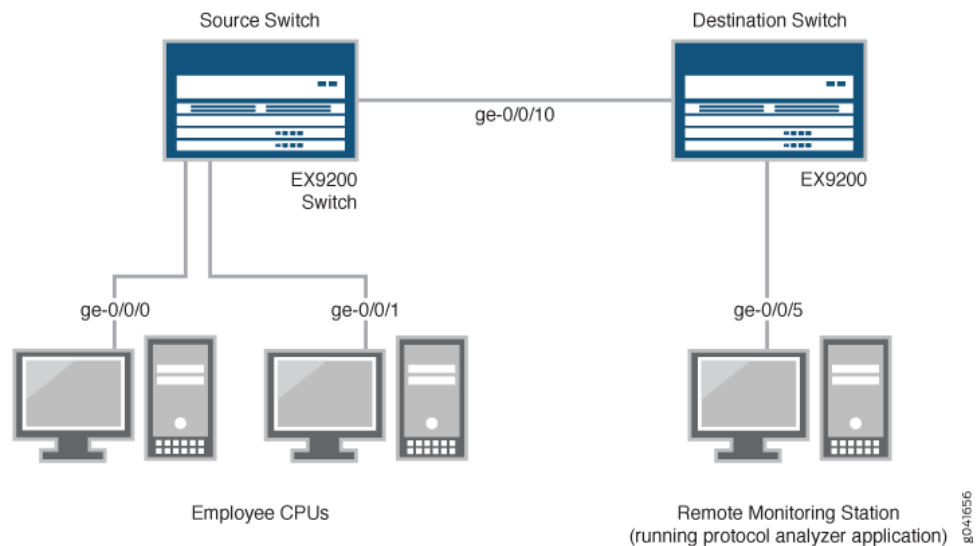 Source Switch
Destination Switch
ge-0/0/10
EX9200
Switch
EX9200
ge-0/0/0
ge-0/0/1
ge-0/0/5
Employee CPUs
Remote Monitoring Station
(running protocol analyzer application)
g041656